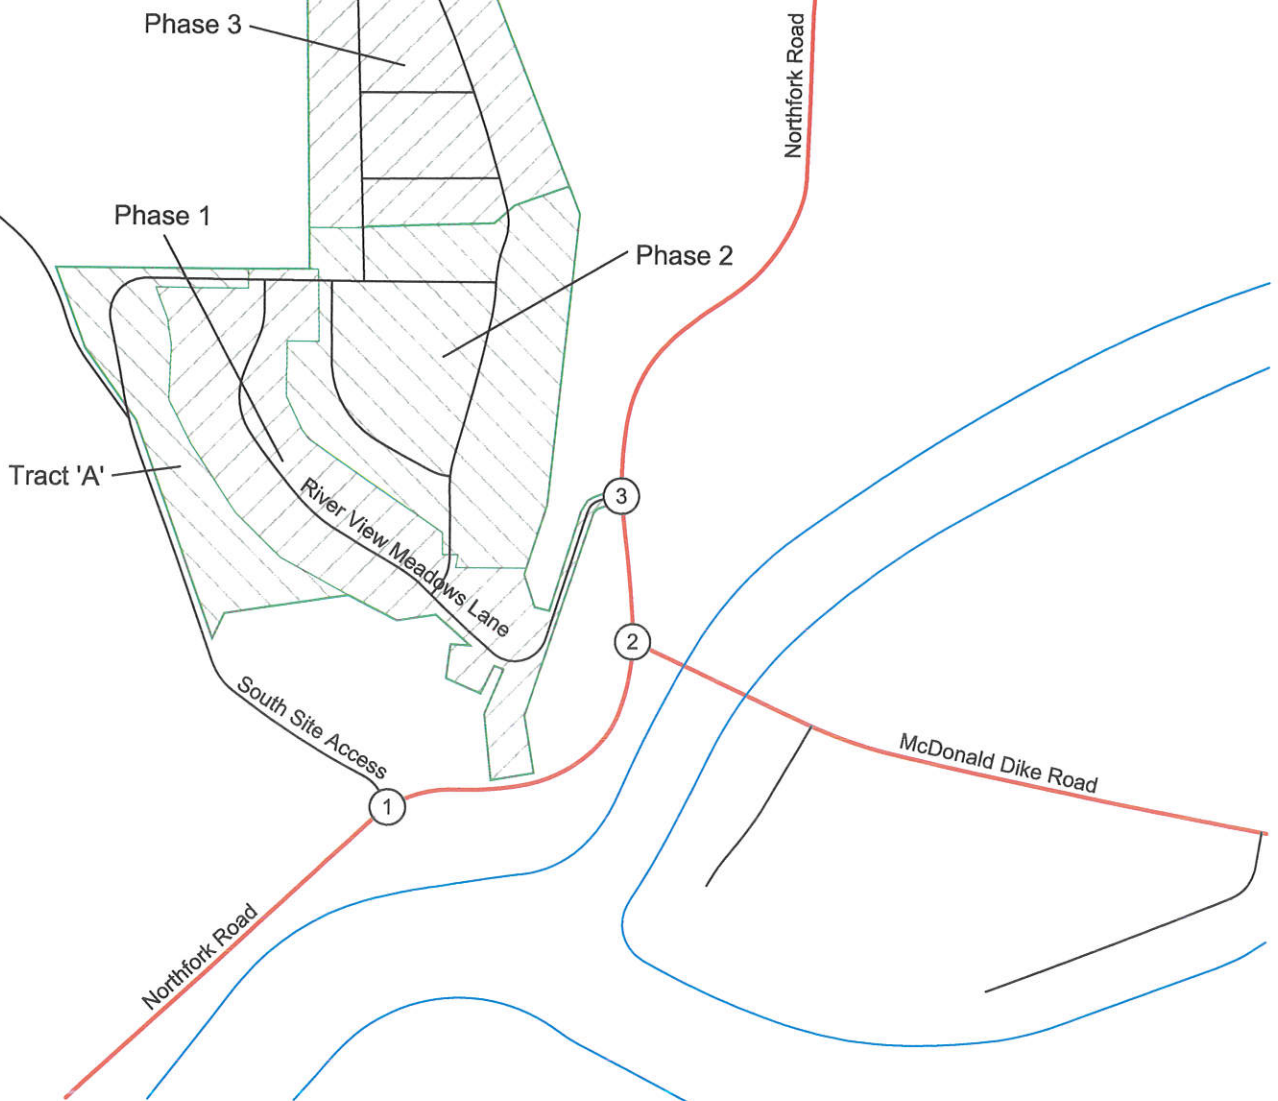 Phase 3
Northfork Road
Phase 1
Phase 2
Tract 'A'
River View Meadows Lane
3
2
South Site Access
McDonald Dike Road
1
Northfork Road